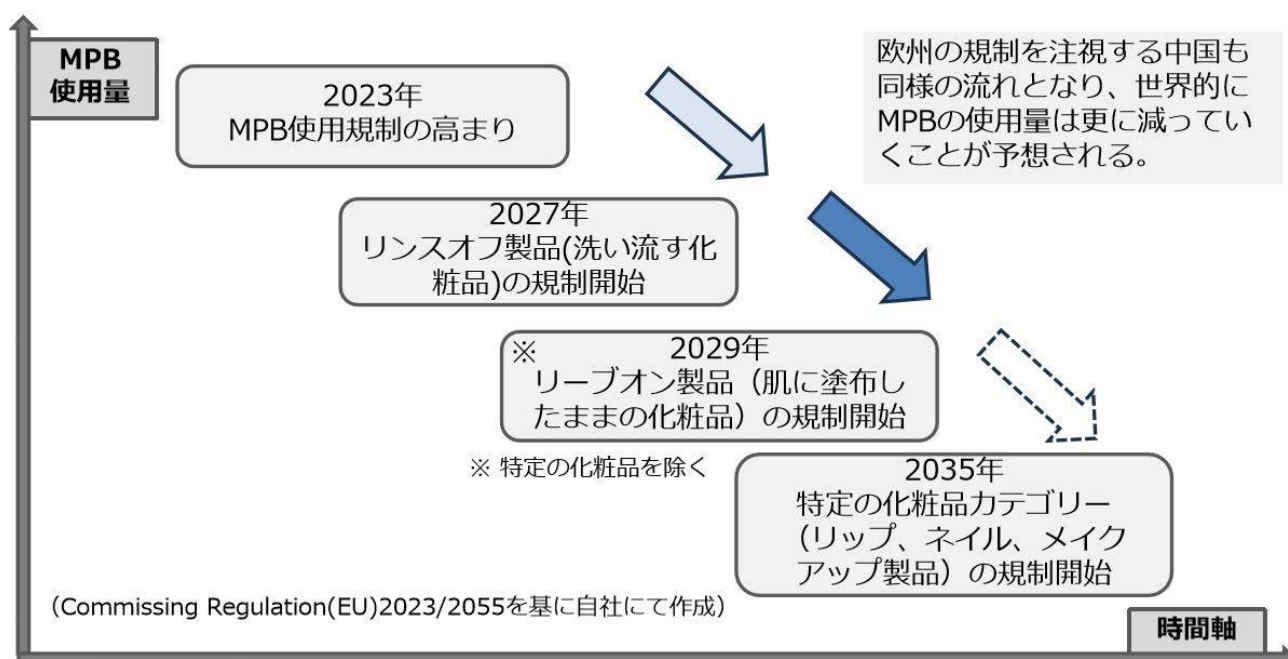 MPB
使用量
2023年
MPB使用規制の高まり
欧州の規制を注視する中国も
同様の流れとなり、世界的に
MPBの使用量は更に減ってい
くことが予想される。
2027年
リンスオフ製品(洗い流す化
粧品)の規制開始
※ 2029年
リーブオン製品（肌に塗布し
たままの化粧品）の規制開始
※ 特定の化粧品を除く
2035年
特定の化粧品カテゴリー
（リップ、ネイル、メイク
アップ製品）の規制開始
（Commissing Regulation(EU)2023/2055を基に自社にて作成）
時間軸